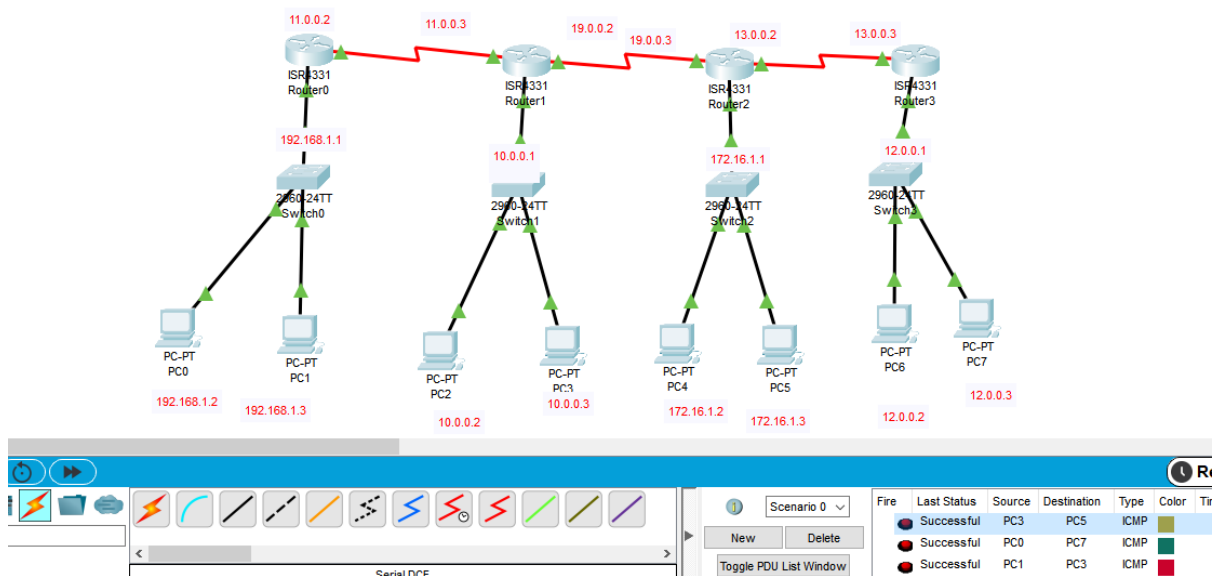 11.0.0.2
11.0.0.3
19.0.0.2
19.0.0.3
13.0.0.2
13.0.0.3
ISR4331
Router0
ISR4331
Router1
ISR4331
Router2
ISR4331
Router3
192.168.1.1
10.0.0.1
172.16.1.1
12.0.0.1
2960-24TT
Switch0
2960-24TT
Switch1
2960-24TT
Switch2
2960-24TT
Switch3
PC-PT
PC0
PC-PT
PC1
PC-PT
PC2
PC-PT
PC3
PC-PT
PC4
PC-PT
PC5
PC-PT
PC6
PC-PT
PC7
192.168.1.2
192.168.1.3
10.0.0.2
10.0.0.3
172.16.1.2
172.16.1.3
12.0.0.2
12.0.0.3
Scenario 0
New Delete
Toggle PDU List Window
Fire Last Status Source Destination Type Color
Successful PC3 PC5 ICMP
Successful PC0 PC7 ICMP
Successful PC1 PC3 ICMP
Serial DCE